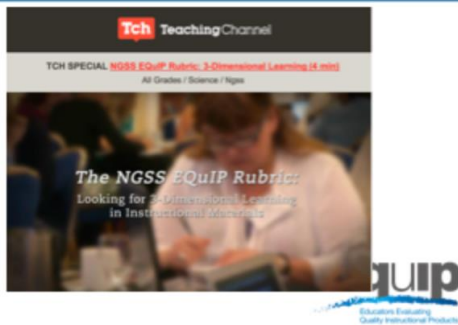 Tch TeachingChannel
TCH SPECIAL NGSS EQuIP Rubric: 3-Dimensional Learning (4 min)
All Grades / Science / Ngss
The NGSS EQuIP Rubric:
Looking for 3-Dimensional Learning
in Instructional Materials
quip
Educators Evaluating
Quality Instructional Products